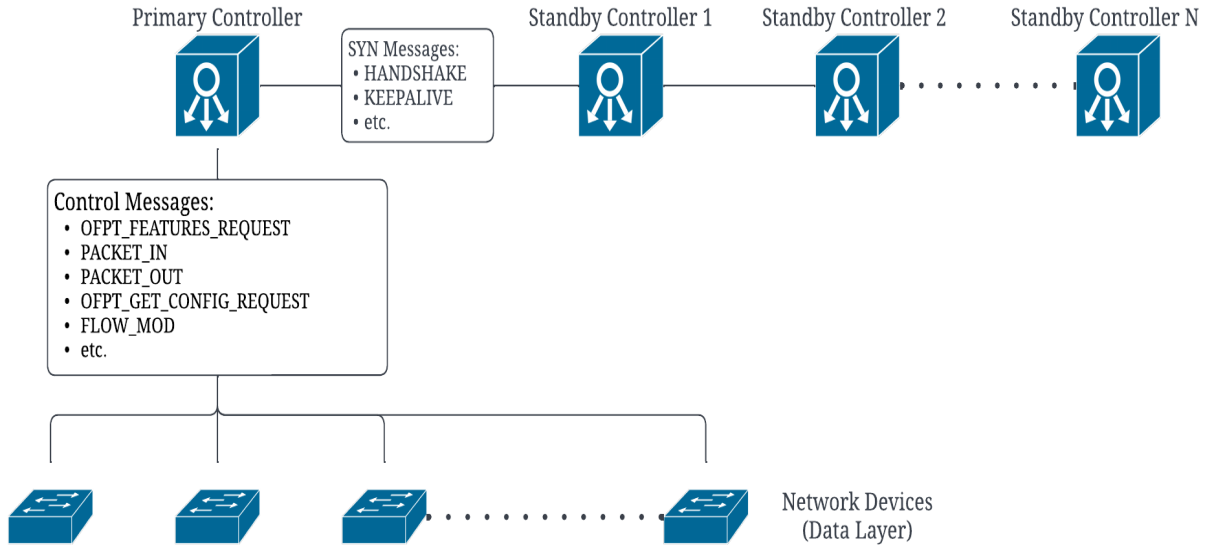 Primary Controller
Standby Controller 1
Standby Controller 2
Standby Controller N
SYN Messages:
• HANDSHAKE
• KEEPALIVE
• etc.
Control Messages:
• OFPT_FEATURES_REQUEST
• PACKET_IN
• PACKET_OUT
• OFPT_GET_CONFIG_REQUEST
• FLOW_MOD
• etc.
Network Devices
(Data Layer)